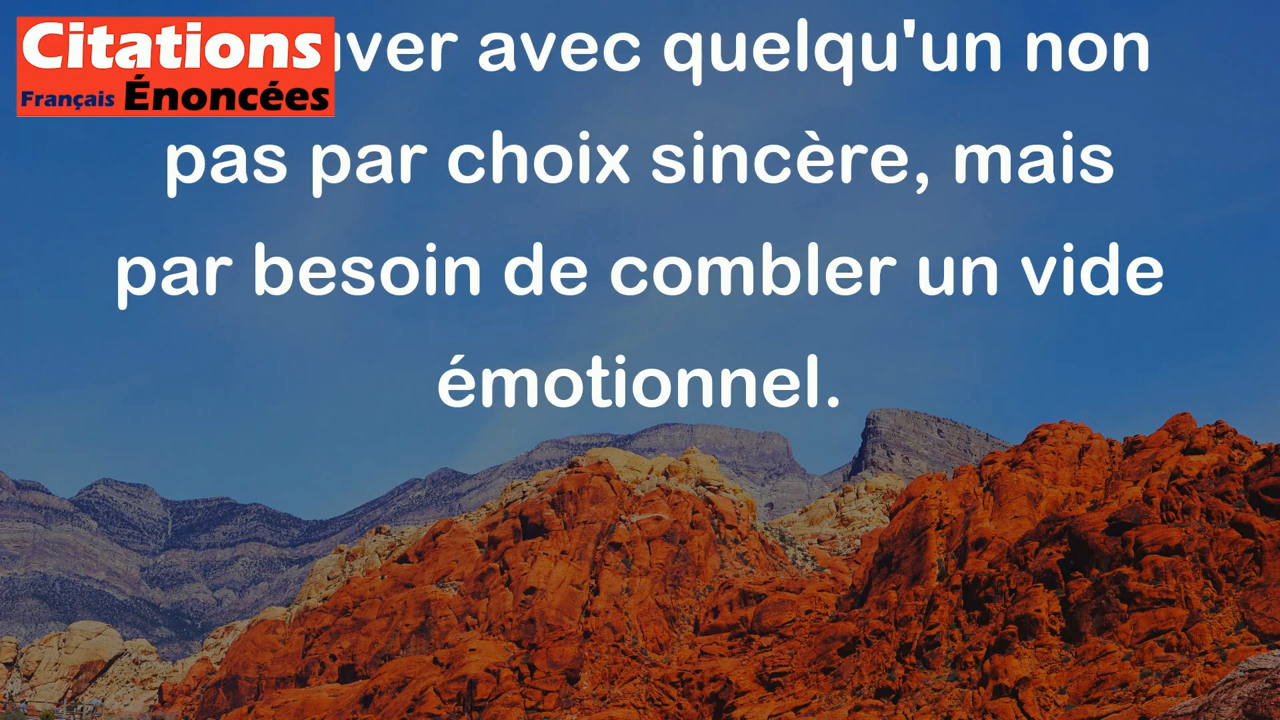 Citations
Français Énoncées
avec quelqu'un non
pas par choix sincère, mais
par besoin de combler un vide
émotionnel.